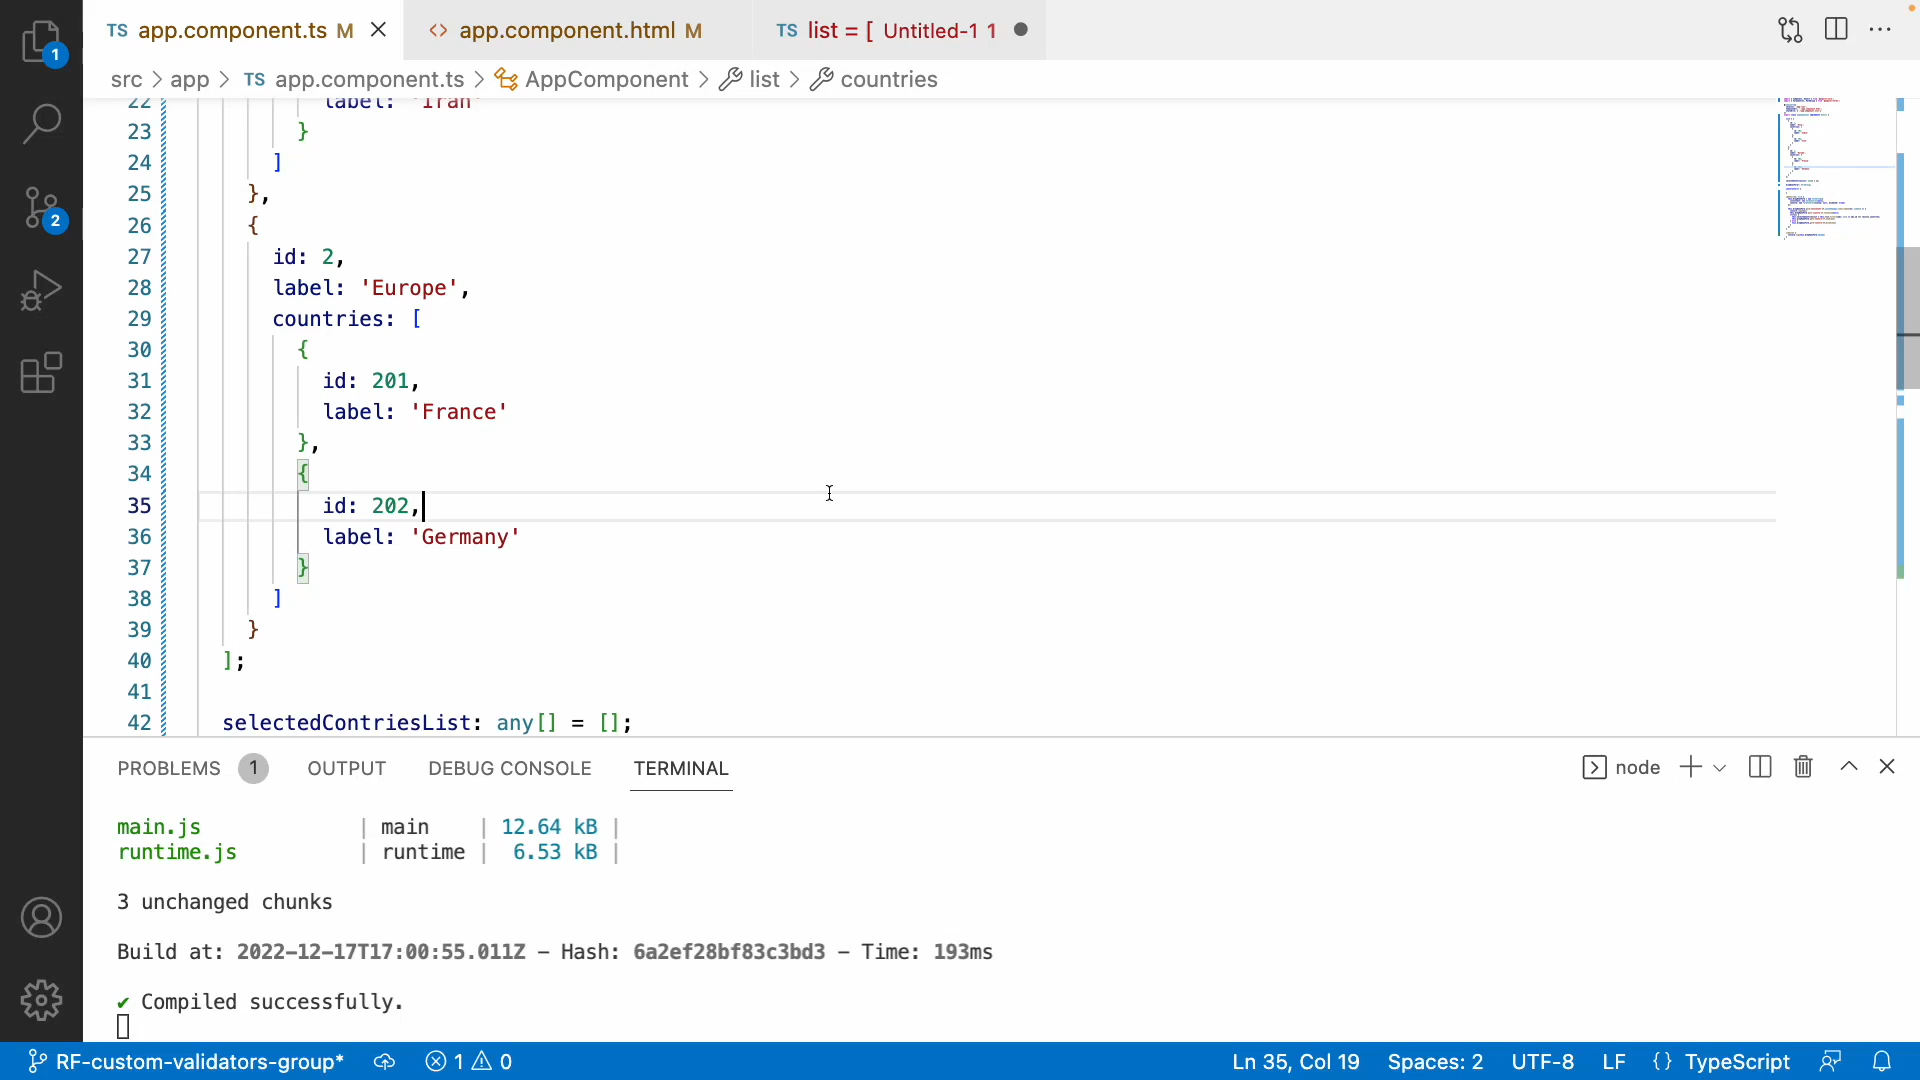 TS app.component.ts M
<> app.component.html M
TS list = [ Untitled-1 1
src > app > TS app.component.ts > AppComponent > list > countries
1
2
22 label: 'Iran'
23 }
24 ]
25 },
26 {
27 id: 2,
28 label: 'Europe',
29 countries: [
30 {
31 id: 201,
32 label: 'France'
33 },
34 {
35 id: 202,
36 label: 'Germany'
37 }
38 ]
39 }
40 ];
41
42 selectedContriesList: any[] = [];
PROBLEMS 1 OUTPUT DEBUG CONSOLE TERMINAL
node
main.js | main | 12.64 kB |
runtime.js | runtime | 6.53 kB |
3 unchanged chunks
Build at: 2022-12-17T17:00:55.011Z - Hash: 6a2ef28bf83c3bd3 - Time: 193ms
✔ Compiled successfully.
RF-custom-validators-group* 1 0
Ln 35, Col 19 Spaces: 2 UTF-8 LF {} TypeScript